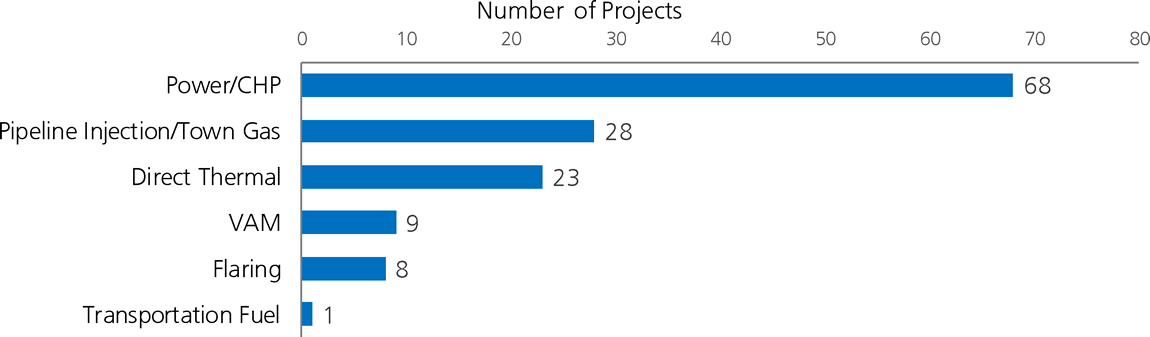 Number of Projects
0 10 20 30 40 50 60 70 80
Power/CHP 68
Pipeline Injection/Town Gas 28
Direct Thermal 23
VAM 9
Flaring 8
Transportation Fuel 1